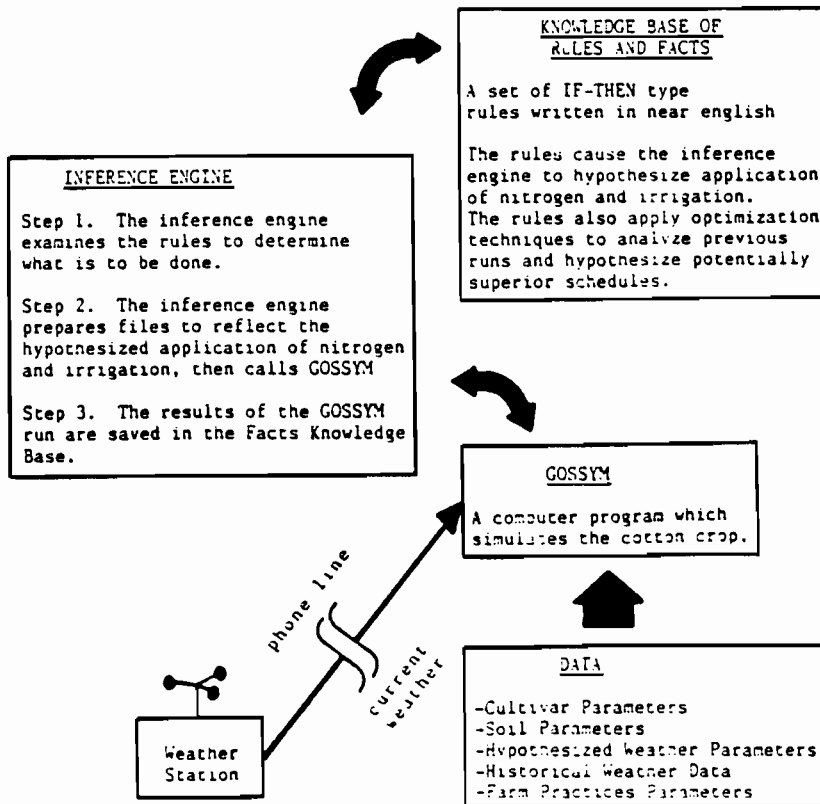 KNOWLEDGE BASE OF
RULES AND FACTS
A set of IF-THEN type
rules written in near english
The rules cause the inference
engine to hypothesize application
of nitrogen and irrigation.
The rules also apply optimization
techniques to analyze previous
runs and hypothesize potentially
superior schedules.
INFERENCE ENGINE
Step 1. The inference engine
examines the rules to determine
what is to be done.
Step 2. The inference engine
prepares files to reflect the
hypothesized application of nitrogen
and irrigation, then calls GOSSYM
Step 3. The results of the GOSSYM
run are saved in the Facts Knowledge
Base.
GOSSYM
A computer program which
simulates the cotton crop.
phone line
current
weather
Weather
Station
DATA
-Cultivar Parameters
-Soil Parameters
-Hypothesized Weather Parameters
-Historical Weather Data
-Farm Practices Parameters